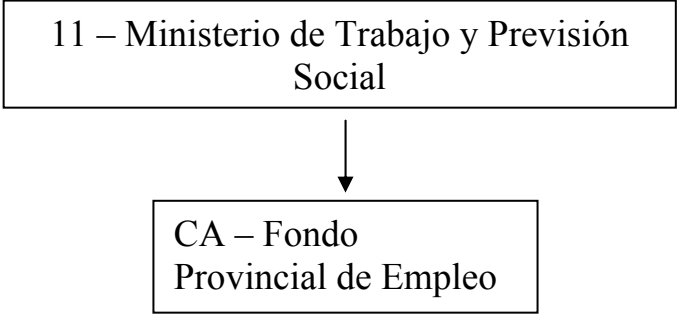 11 – Ministerio de Trabajo y Previsión
Social
CA – Fondo
Provincial de Empleo